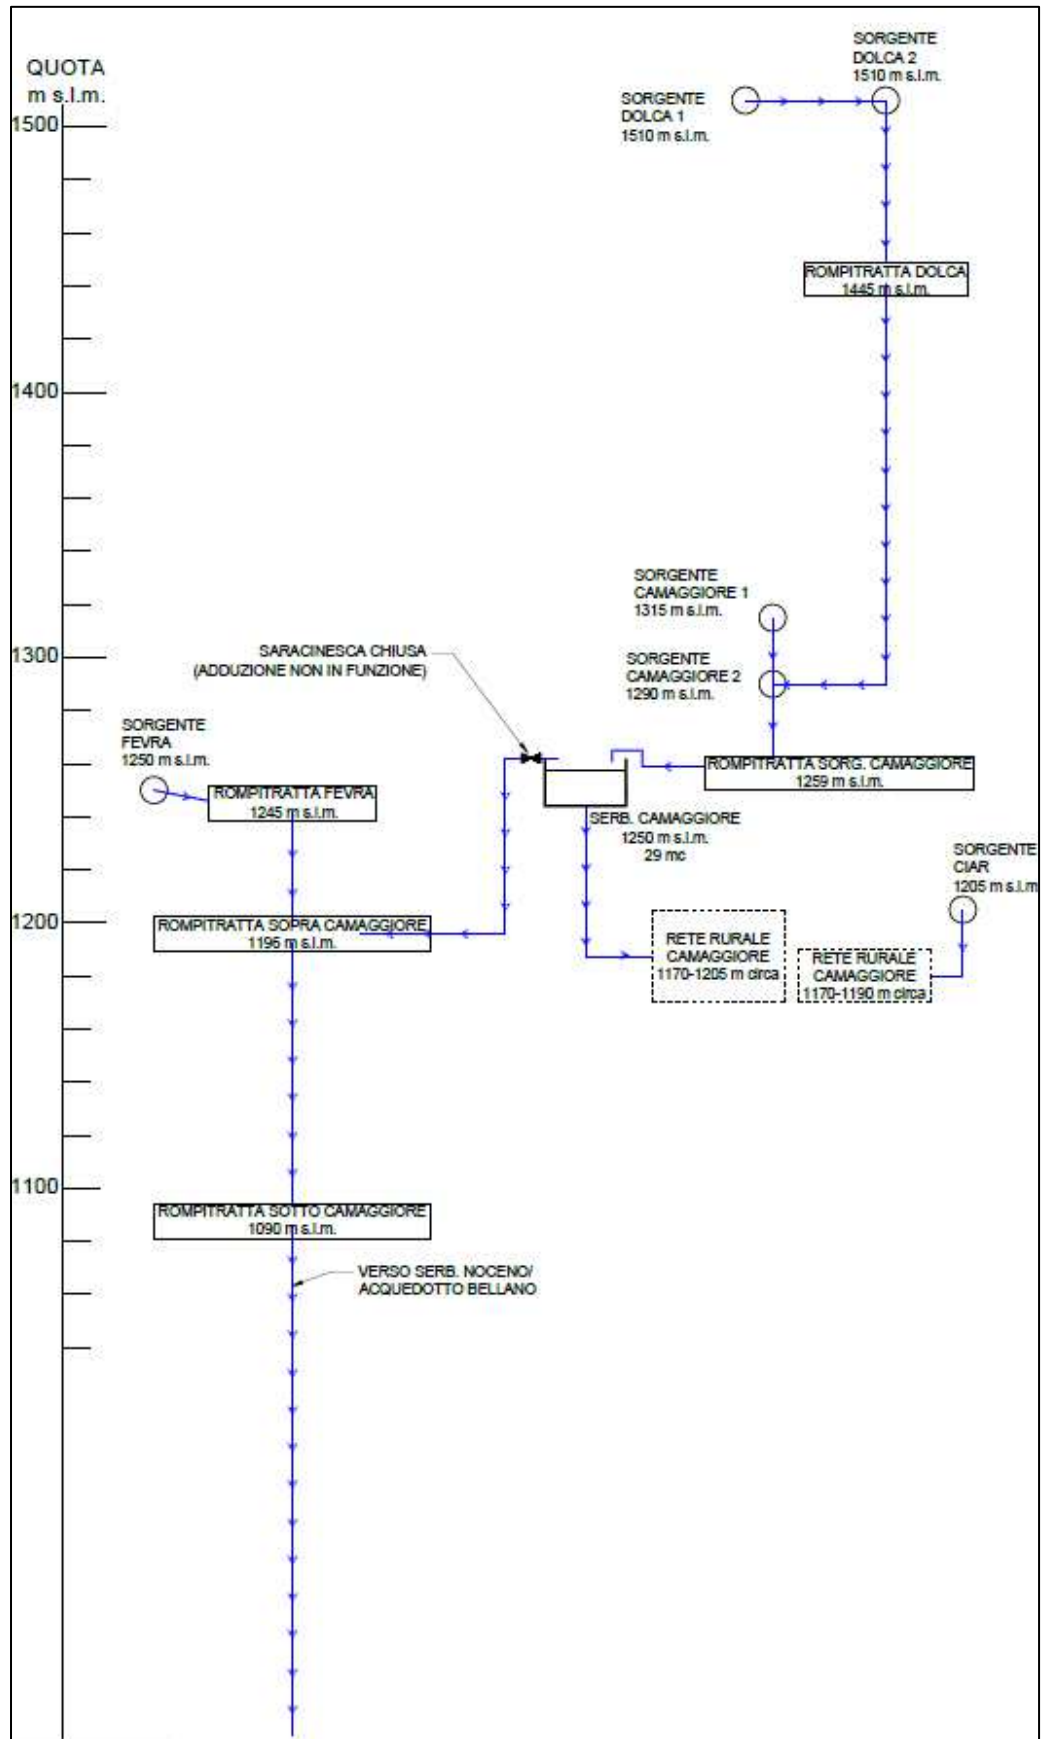 QUOTA
m s.l.m.
1500
1400
1300
1200
1100
SORGENTE
DOLCA 2
1510 m s.l.m.
SORGENTE
DOLCA 1
1510 m s.l.m.
ROMPITRATTA DOLCA
1445 m s.l.m.
SORGENTE
CAMAGGIORE 1
1315 m s.l.m.
SARACINESCA CHIUSA
(ADDUZIONE NON IN FUNZIONE)
SORGENTE
CAMAGGIORE 2
1290 m s.l.m.
SORGENTE
FEVRA
1250 m s.l.m.
ROMPITRATTA FEVRA
1245 m s.l.m.
ROMPITRATTA SORG. CAMAGGIORE
1259 m s.l.m.
SERB. CAMAGGIORE
1250 m s.l.m.
29 mc
SORGENTE
CIAR
1205 m s.l.m
ROMPITRATTA SOPRA CAMAGGIORE
1195 m s.l.m.
RETE RURALE
CAMAGGIORE
1170-1205 m circa
RETE RURALE
CAMAGGIORE
1170-1190 m circa
ROMPITRATTA SOTTO CAMAGGIORE
1090 m s.l.m.
VERSO SERB. NOCENO/
ACQUEDOTTO BELLANO